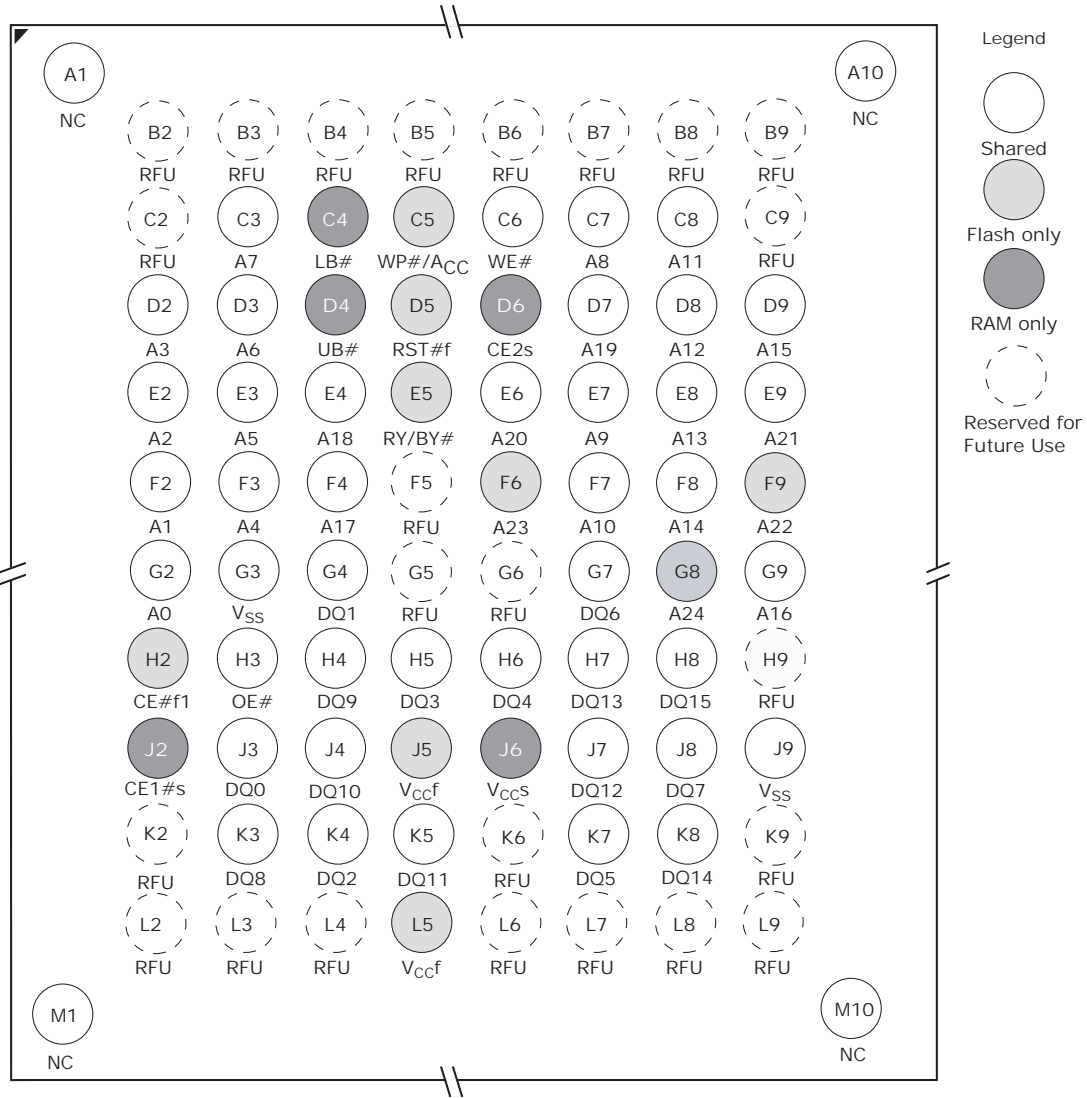 Legend
A1 A10
NC NC
B2 B3 B4 B5 B6 B7 B8 B9
RFU RFU RFU RFU RFU RFU RFU RFU
C2 C3 C4 C5 C6 C7 C8 C9
RFU A7 LB# WP#/ACC WE# A8 A11 RFU
D2 D3 D4 D5 D6 D7 D8 D9
A3 A6 UB# RST#f CE2s A19 A12 A15
E2 E3 E4 E5 E6 E7 E8 E9
A2 A5 A18 RY/BY# A20 A9 A13 A21
F2 F3 F4 F5 F6 F7 F8 F9
A1 A4 A17 RFU A23 A10 A14 A22
G2 G3 G4 G5 G6 G7 G8 G9
A0 VSS DQ1 RFU RFU DQ6 A24 A16
H2 H3 H4 H5 H6 H7 H8 H9
CE#f1 OE# DQ9 DQ3 DQ4 DQ13 DQ15 RFU
J2 J3 J4 J5 J6 J7 J8 J9
CE1#s DQ0 DQ10 VCCf VCCs DQ12 DQ7 VSS
K2 K3 K4 K5 K6 K7 K8 K9
RFU DQ8 DQ2 DQ11 RFU DQ5 DQ14 RFU
L2 L3 L4 L5 L6 L7 L8 L9
RFU RFU RFU VCCf RFU RFU RFU RFU
M1 M10
NC NC
Shared
Flash only
RAM only
Reserved for
Future Use